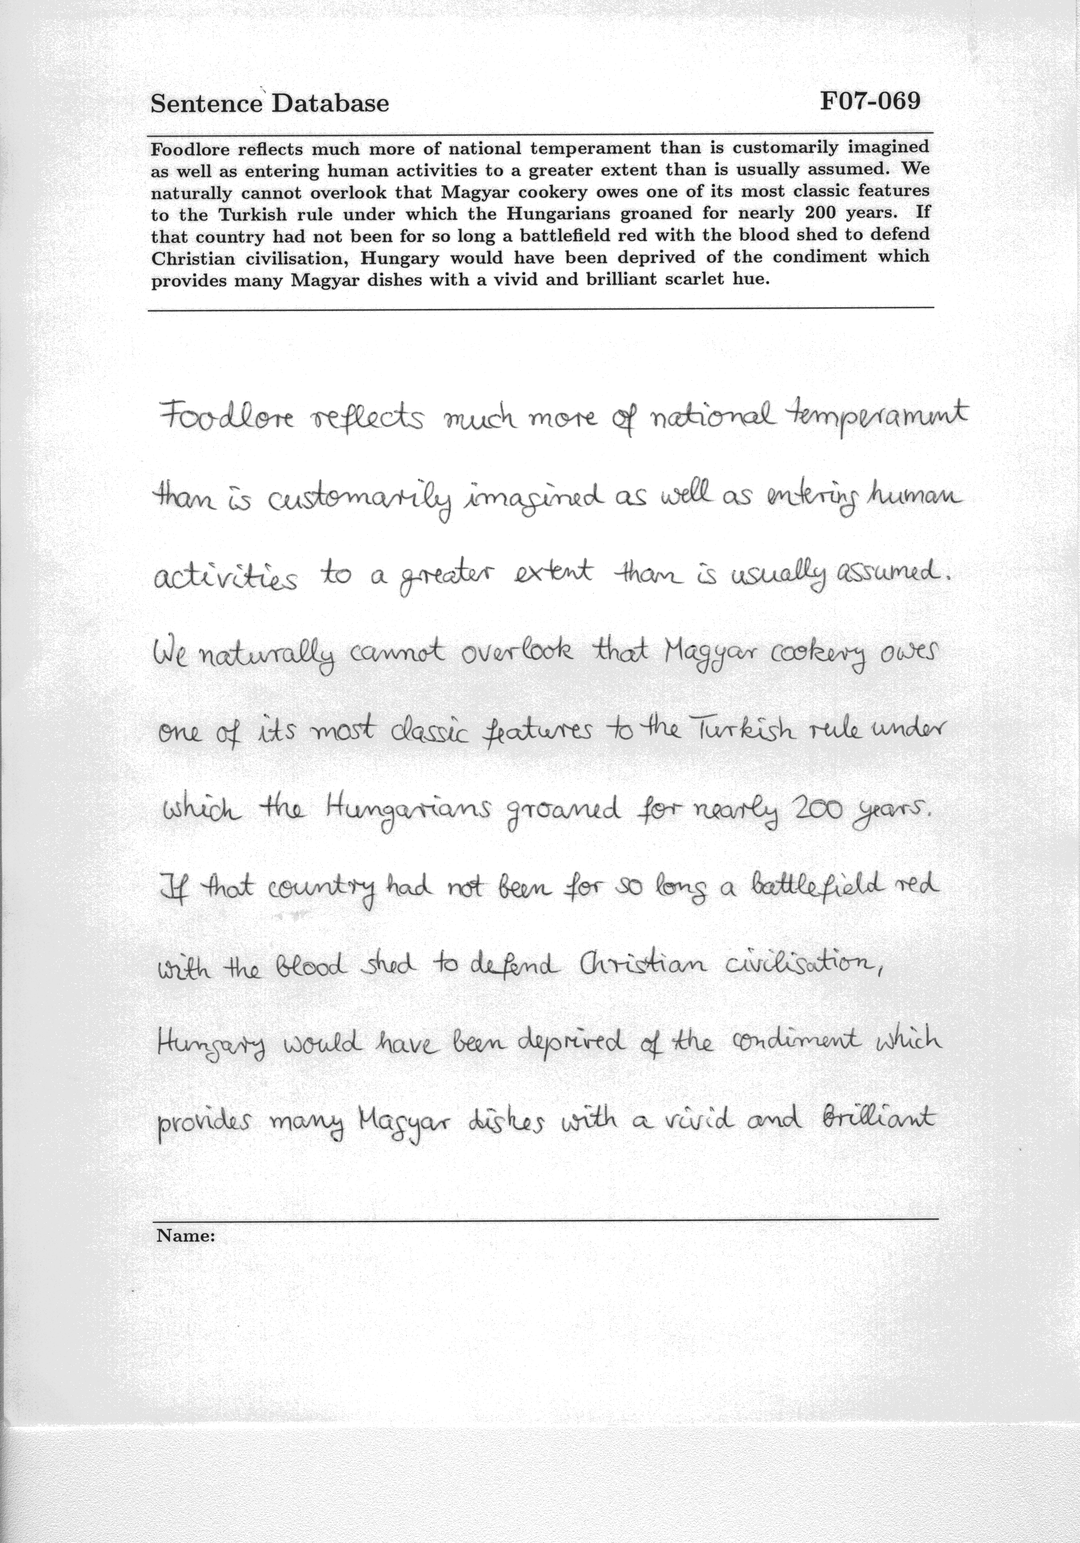 Sentence Database F07-069
Foodlore reflects much more of national temperament than is customarily imagined
as well as entering human activities to a greater extent than is usually assumed. We
naturally cannot overlook that Magyar cookery owes one of its most classic features
to the Turkish rule under which the Hungarians groaned for nearly 200 years. If
that country had not been for so long a battlefield red with the blood shed to defend
Christian civilisation, Hungary would have been deprived of the condiment which
provides many Magyar dishes with a vivid and brilliant scarlet hue.
Foodlore reflects much more of national temperament
than is customarily imagined as well as entering human
activities to a greater extent than is usually assumed.
We naturally cannot overlook that Magyar cookery owes
one of its most classic features to the Turkish rule under
which the Hungarians groaned for nearly 200 years.
If that country had not been for so long a battlefield red
with the blood shed to defend Christian civilisation,
Hungary would have been deprived of the condiment which
provides many Magyar dishes with a vivid and brilliant
Name: